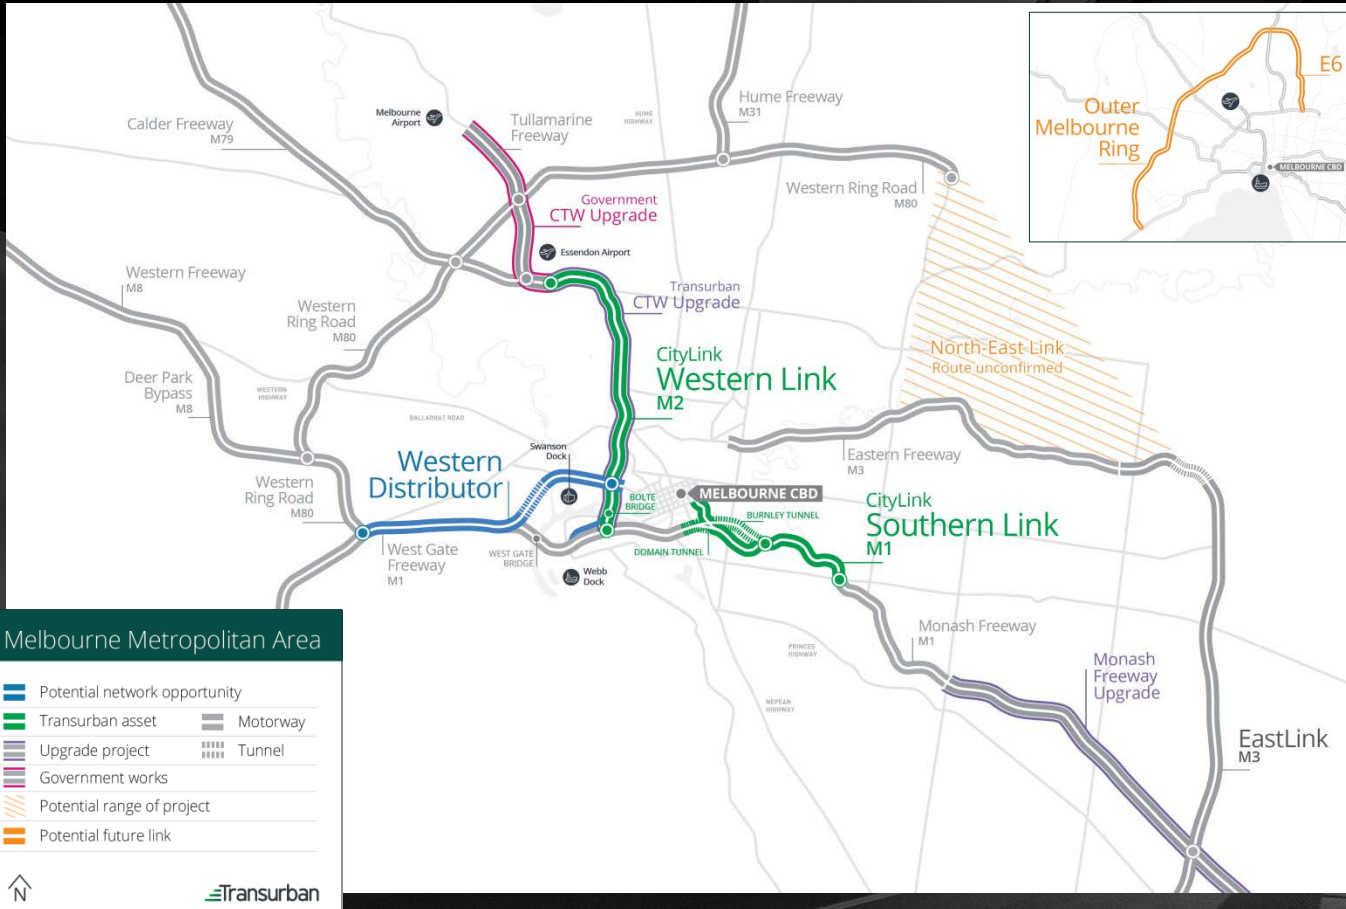 Calder Freeway
M79
Melbourne
Airport
Tullamarine
Freeway
HUME
HIGHWAY
Hume Freeway
M31
Western Ring Road
M80
Government
CTW Upgrade
Essendon Airport
Transurban
CTW Upgrade
Western Freeway
M8
Western
Ring Road
M80
Deer Park
Bypass
M8
WESTERN
HIGHWAY
BALLARAT ROAD
CityLink
Western Link
M2
North-East Link
Route unconfirmed
Eastern Freeway
M3
Swanson
Dock
Western
Distributor
Western
Ring Road
M80
BOLTE
BRIDGE
MELBOURNE CBD
BURNLEY TUNNEL
DOMAIN TUNNEL
CityLink
Southern Link
M1
West Gate
Freeway
M1
WEST GATE
BRIDGE
Webb
Dock
Monash Freeway
M1
PRINCES
HIGHWAY
NEPEAN
HIGHWAY
Monash
Freeway
Upgrade
EastLink
M3
E6
Outer
Melbourne
Ring
MELBOURNE CBD
Melbourne Metropolitan Area
Potential network opportunity
Transurban asset
Motorway
Upgrade project
Tunnel
Government works
Potential range of project
Potential future link
N
Transurban